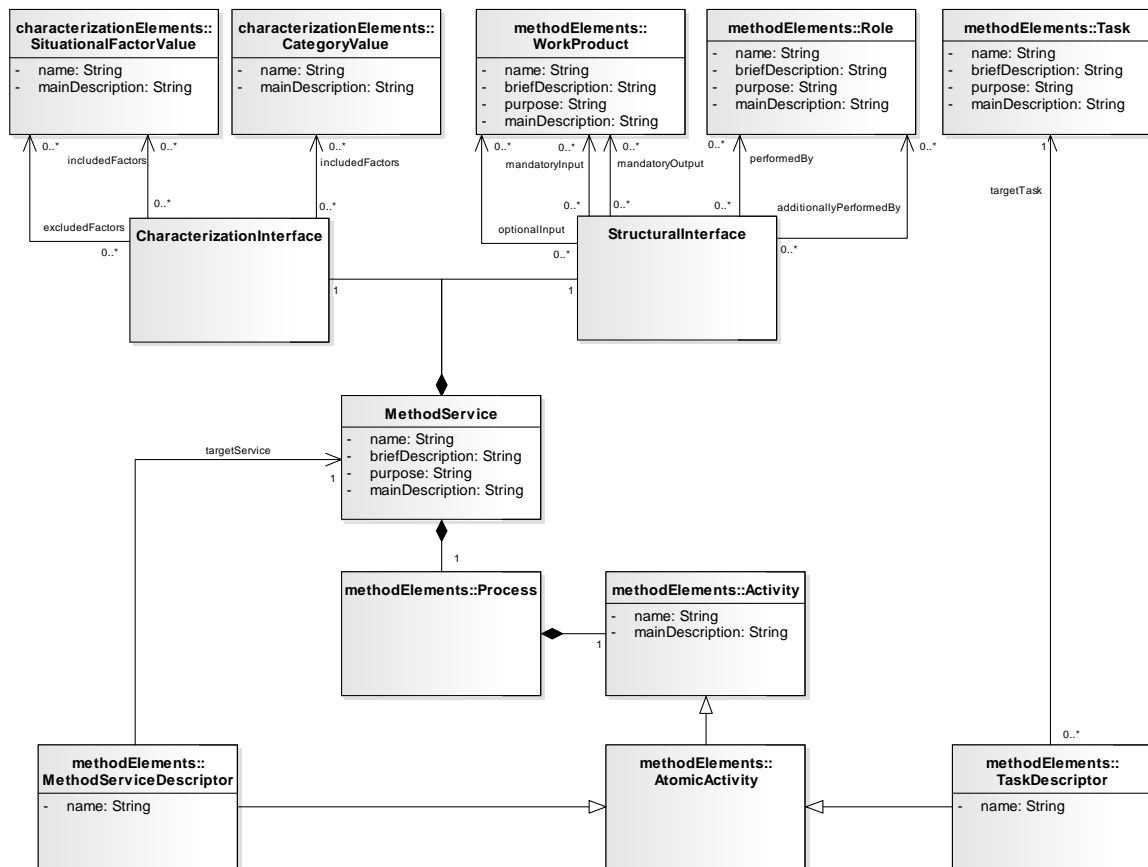 characterizationElements::
SituationalFactorValue
- name: String
- mainDescription: String
characterizationElements::
CategoryValue
- name: String
- mainDescription: String
methodElements::
WorkProduct
- name: String
- briefDescription: String
- purpose: String
- mainDescription: String
methodElements::Role
- name: String
- briefDescription: String
- purpose: String
- mainDescription: String
methodElements::Task
- name: String
- briefDescription: String
- purpose: String
- mainDescription: String
0..*
includedFactors
0..*
0..*
includedFactors
0..*
mandatoryInput
0..*
0..*
mandatoryOutput
0..*
performedBy
0..*
1
targetTask
excludedFactors
0..*
0..*
0..*
optionalInput
0..*
0..*
0..*
0..*
additionallyPerformedBy
0..*
CharacterizationInterface
1
StructuralInterface
1
MethodService
- name: String
- briefDescription: String
- purpose: String
- mainDescription: String
targetService
1
1
methodElements::Process
methodElements::Activity
- name: String
- mainDescription: String
1
0..*
methodElements::
MethodServiceDescriptor
- name: String
methodElements::
AtomicActivity
methodElements::
TaskDescriptor
- name: String